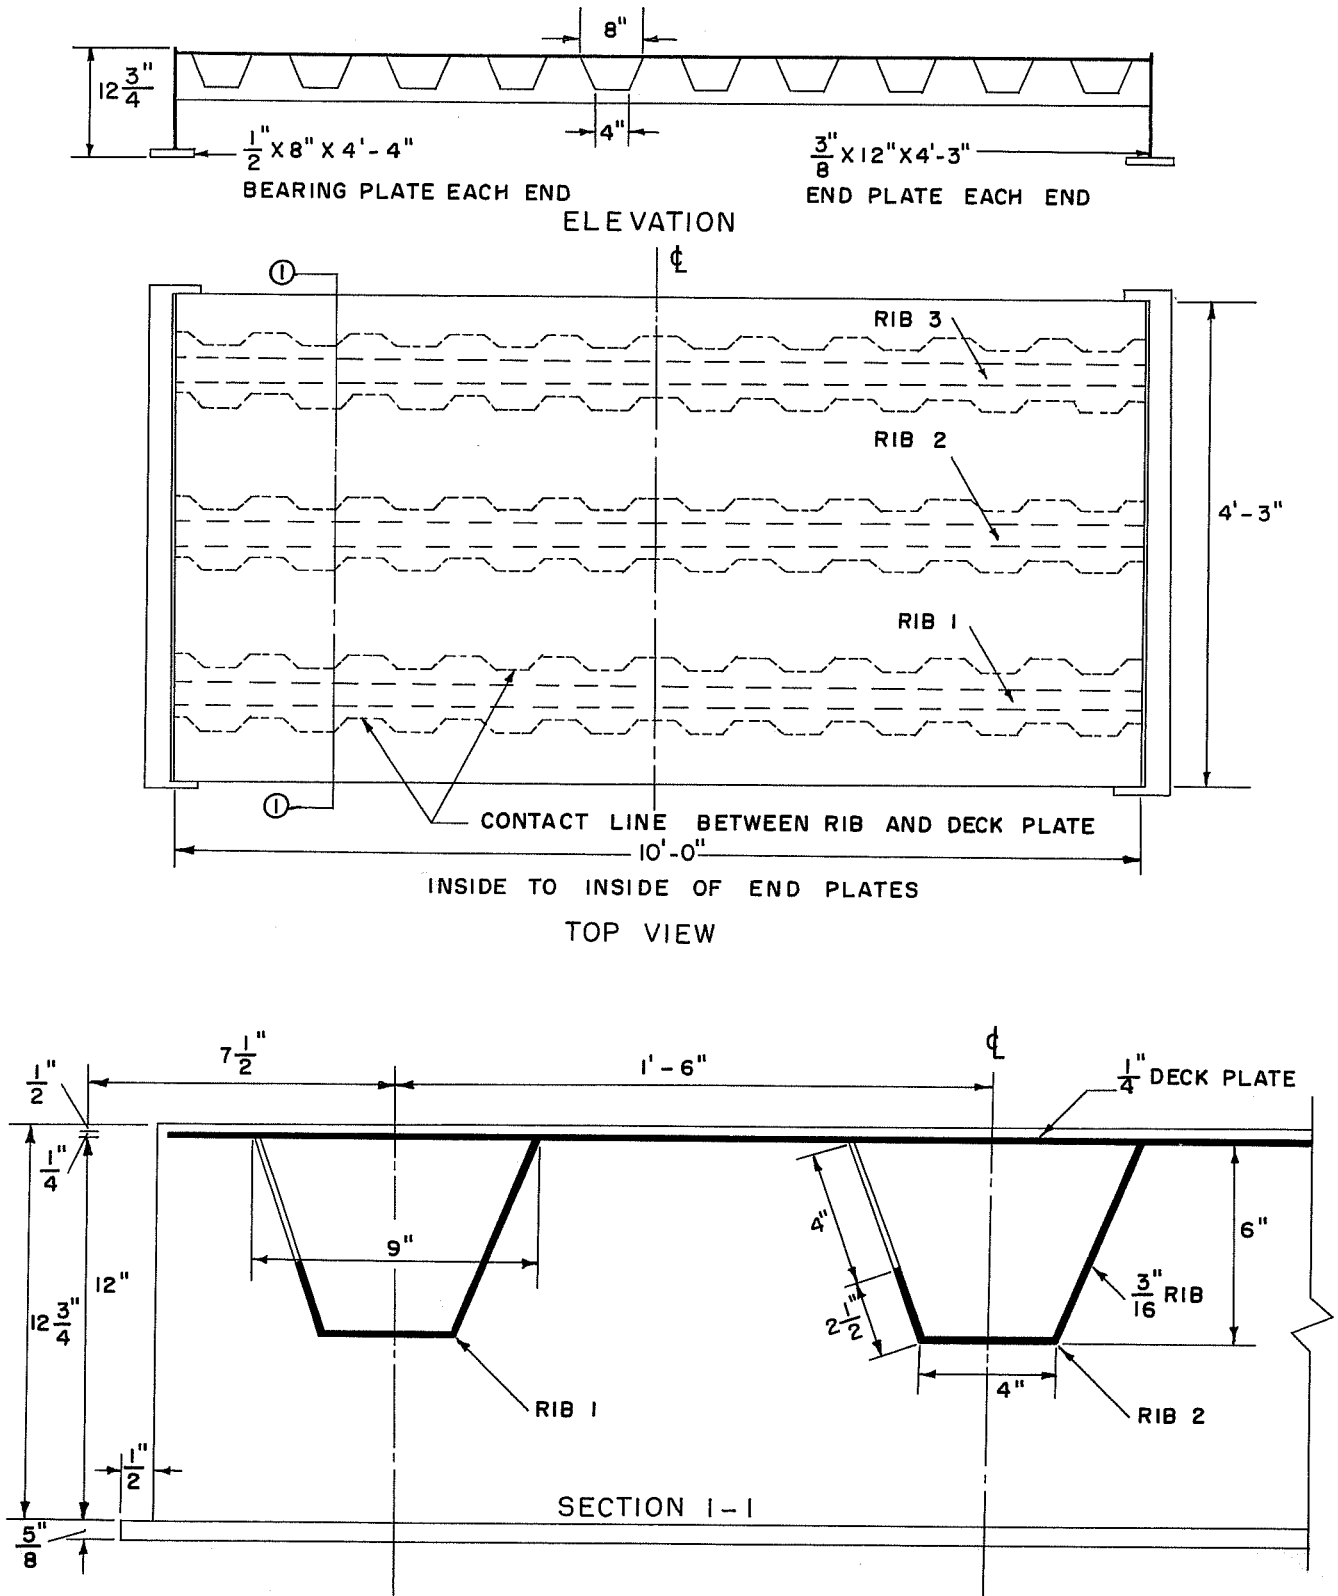 8"
12 3/4"
4"
1/2" X 8" X 4'-4"
BEARING PLATE EACH END
3/8" X 12" X 4'-3"
END PLATE EACH END
ELEVATION
℄
1
RIB 3
RIB 2
4'-3"
RIB 1
1
CONTACT LINE BETWEEN RIB AND DECK PLATE
10'-0"
INSIDE TO INSIDE OF END PLATES
TOP VIEW
℄
7 1/2"
1'-6"
1/4" DECK PLATE
1/2"
1/4"
4"
6"
9"
12"
12 3/4"
3/16" RIB
2 1/2"
4"
RIB 1
RIB 2
1/2"
SECTION 1-1
5/8"